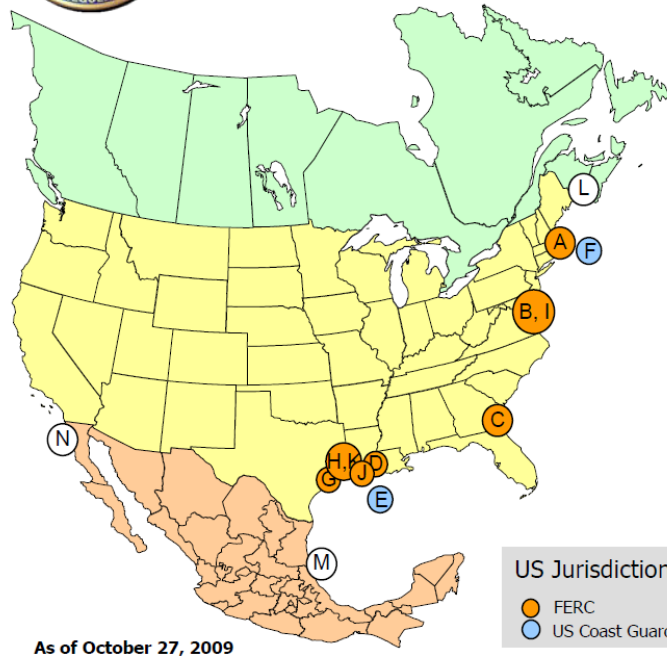 L
A
F
B, I
C
N
H,K
D
J
G
E
M
US Jurisdiction
FERC
US Coast Guard
As of October 27, 2009